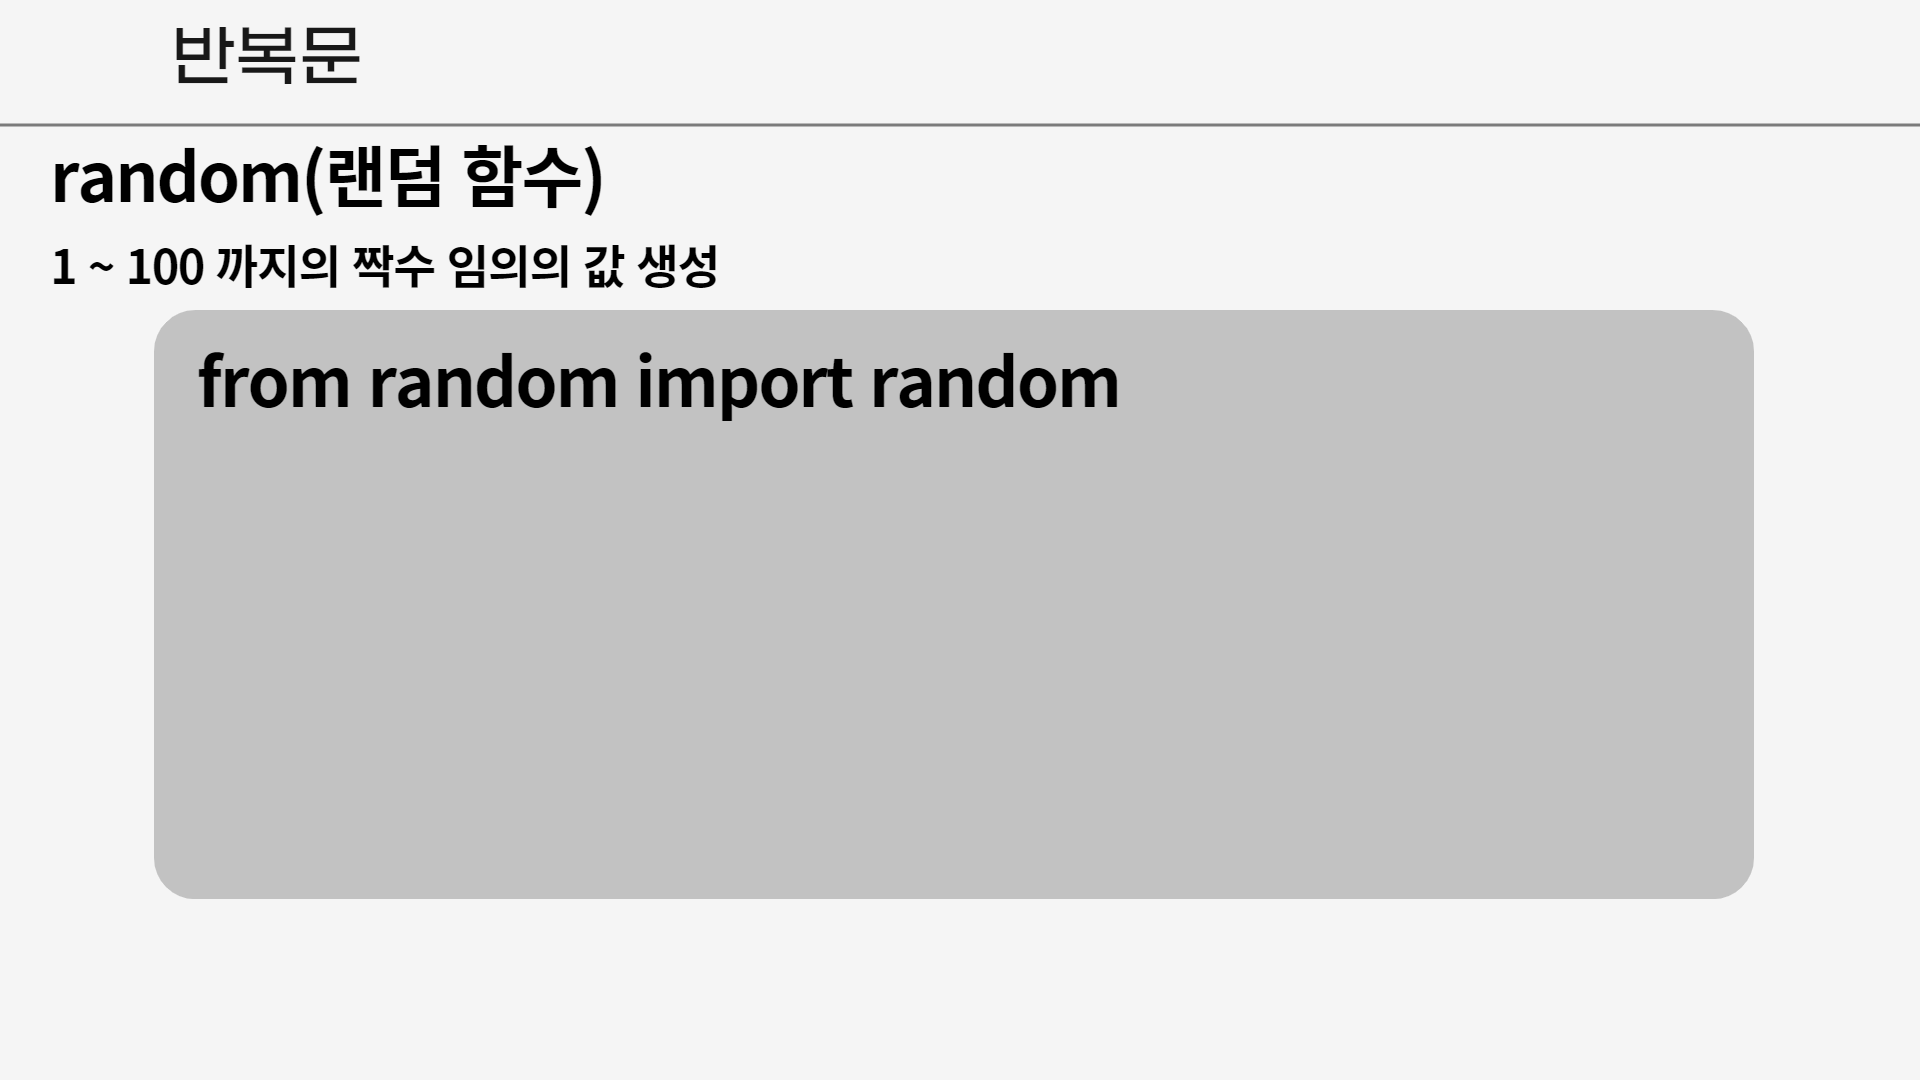 반복문
random(랜덤 함수)
1 ~ 100 까지의 짝수 임의의 값 생성
from random import random